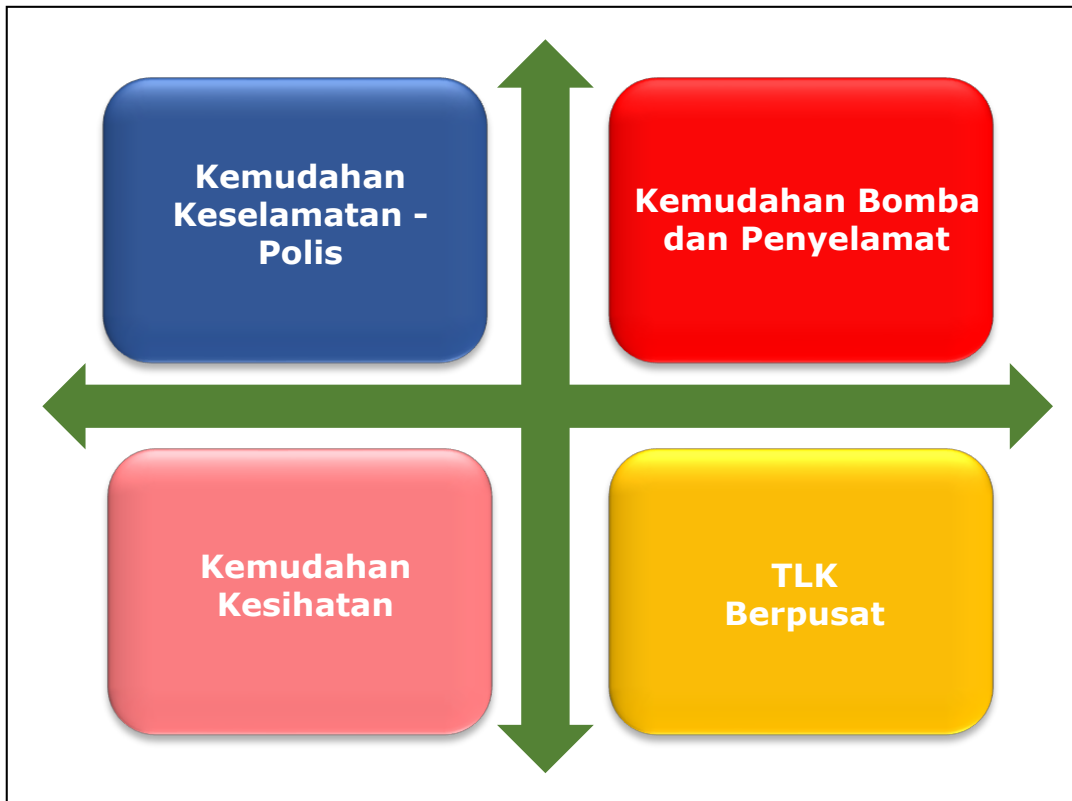 Kemudahan
Keselamatan -
Polis
Kemudahan Bomba
dan Penyelamat
Kemudahan
Kesihatan
TLK
Berpusat